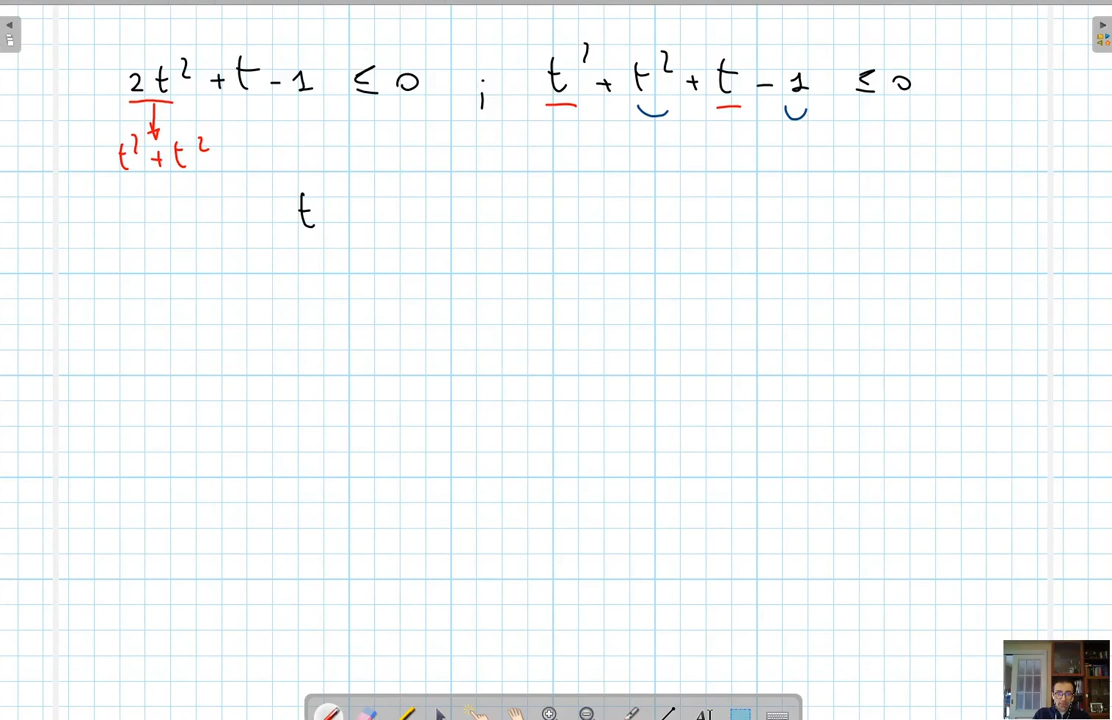 2t² + t - 1 ≤ 0 ; t² + t² + t - 1 ≤ 0
t² + t²
t